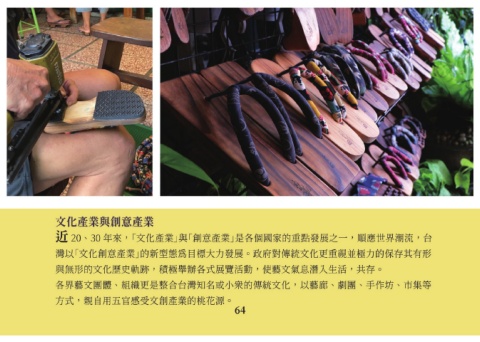 文化產業與創意產業
近 20、30 年來，「文化產業」與「創意產業」是各個國家的重點發展之一，順應世界潮流，台
灣以「文化創意產業」的新型態為目標大力發展。政府對傳統文化更重視並極力的保存其有形
與無形的文化歷史軌跡，積極舉辦各式展覽活動，使藝文氣息潛入生活，共存。
各界藝文團體、組織更是整合台灣知名或小衆的傳統文化，以藝廊、劇團、手作坊、市集等
方式，親自用五官感受文創產業的桃花源。
64